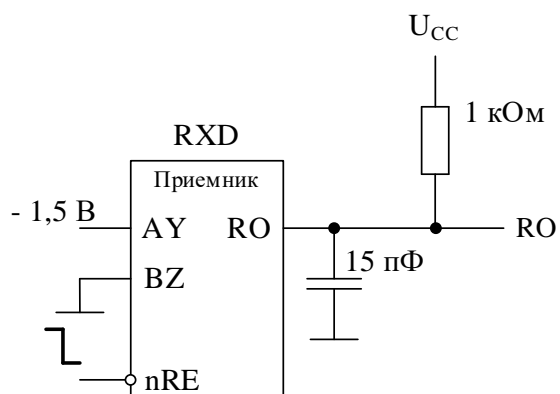 U_CC
1 кОм
RXD
Приемник
- 1,5 В
AY
RO
RO
15 пФ
BZ
nRE